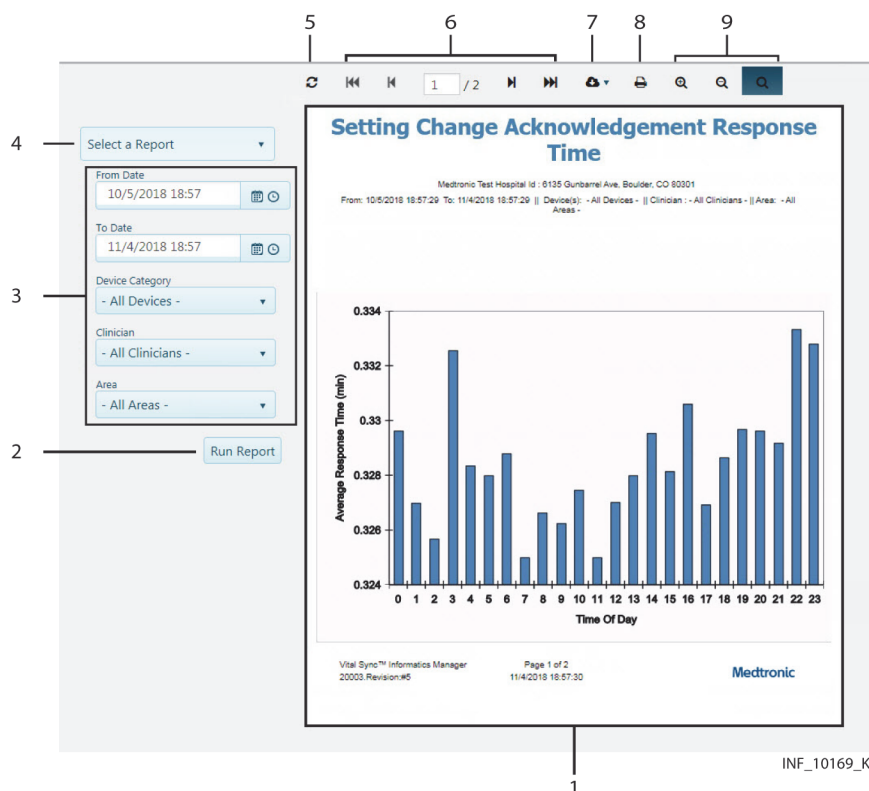 5
6
7
8
9
1 / 2
Setting Change Acknowledgement Response
Time
Medtronic Test Hospital Id : 6135 Gunbarrel Ave, Boulder, CO 80301
From: 10/5/2018 18:57:29 To: 11/4/2018 18:57:29 || Device(s): - All Devices - || Clinician : - All Clinicians - || Area: - All
Areas -
4
Select a Report
From Date
10/5/2018 18:57
To Date
11/4/2018 18:57
3
Device Category
- All Devices -
Clinician
- All Clinicians -
Area
- All Areas -
2
Run Report
Average Response Time (min)
0.334
0.332
0.33
0.328
0.326
0.324
0 1 2 3 4 5 6 7 8 9 10 11 12 13 14 15 16 17 18 19 20 21 22 23
Time Of Day
Vital Sync™ Informatics Manager
20003.Revision:#5
Page 1 of 2
11/4/2018 18:57:30
Medtronic
1
INF_10169_K